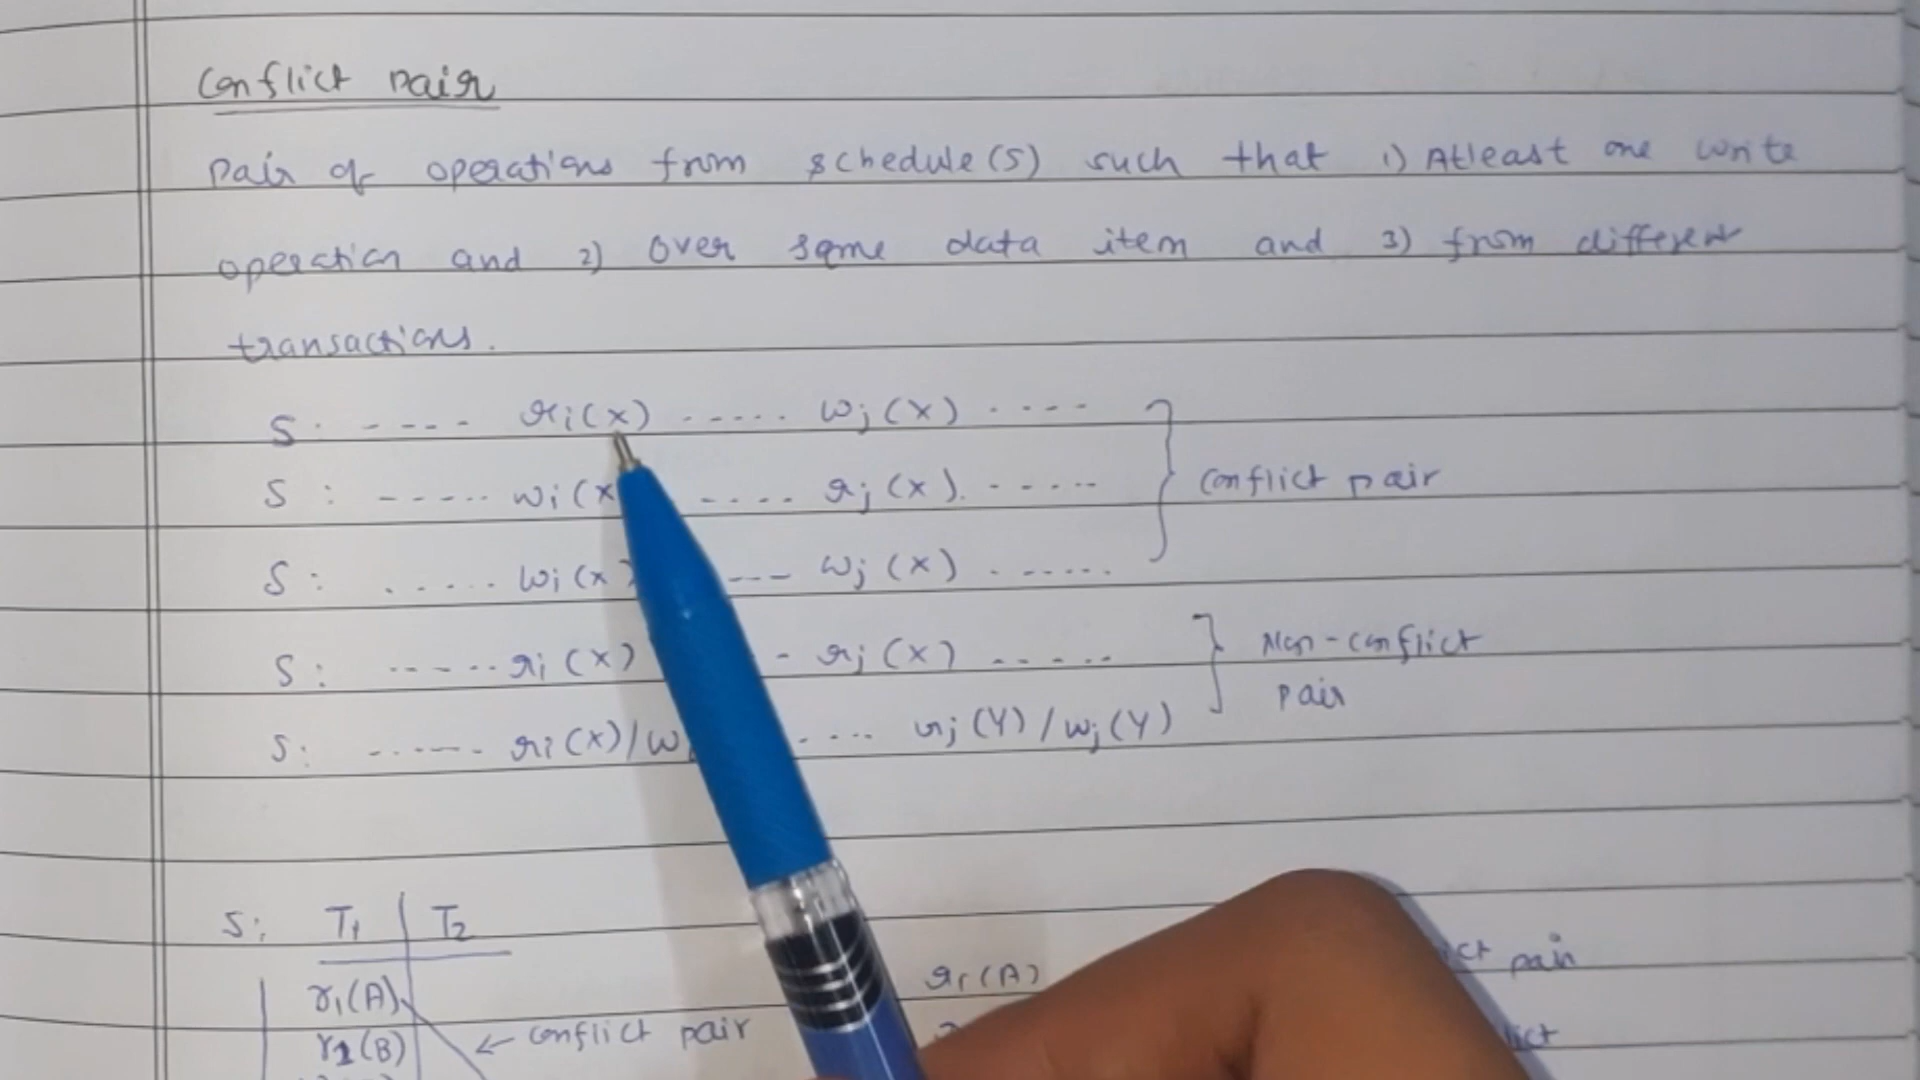 Conflict pair
pair of operations from schedule(S) such that 1) Atleast one write
operation and 2) Over same data item and 3) from different
transactions.
S: ---- ri(x) ..... wj(x) ....
S : ----- wi(x .... rj(x). -----
S: ..... wi(x) --- wj(x) ......
Conflict pair
S: ...... ri(x) - rj(x) .....
S: ...... ri(x)/w .... rj(Y)/wj(Y)
Non-conflict
pair
S: T1 T2
r1(A)
r1(B)
← conflict pair
r1(A)
pair